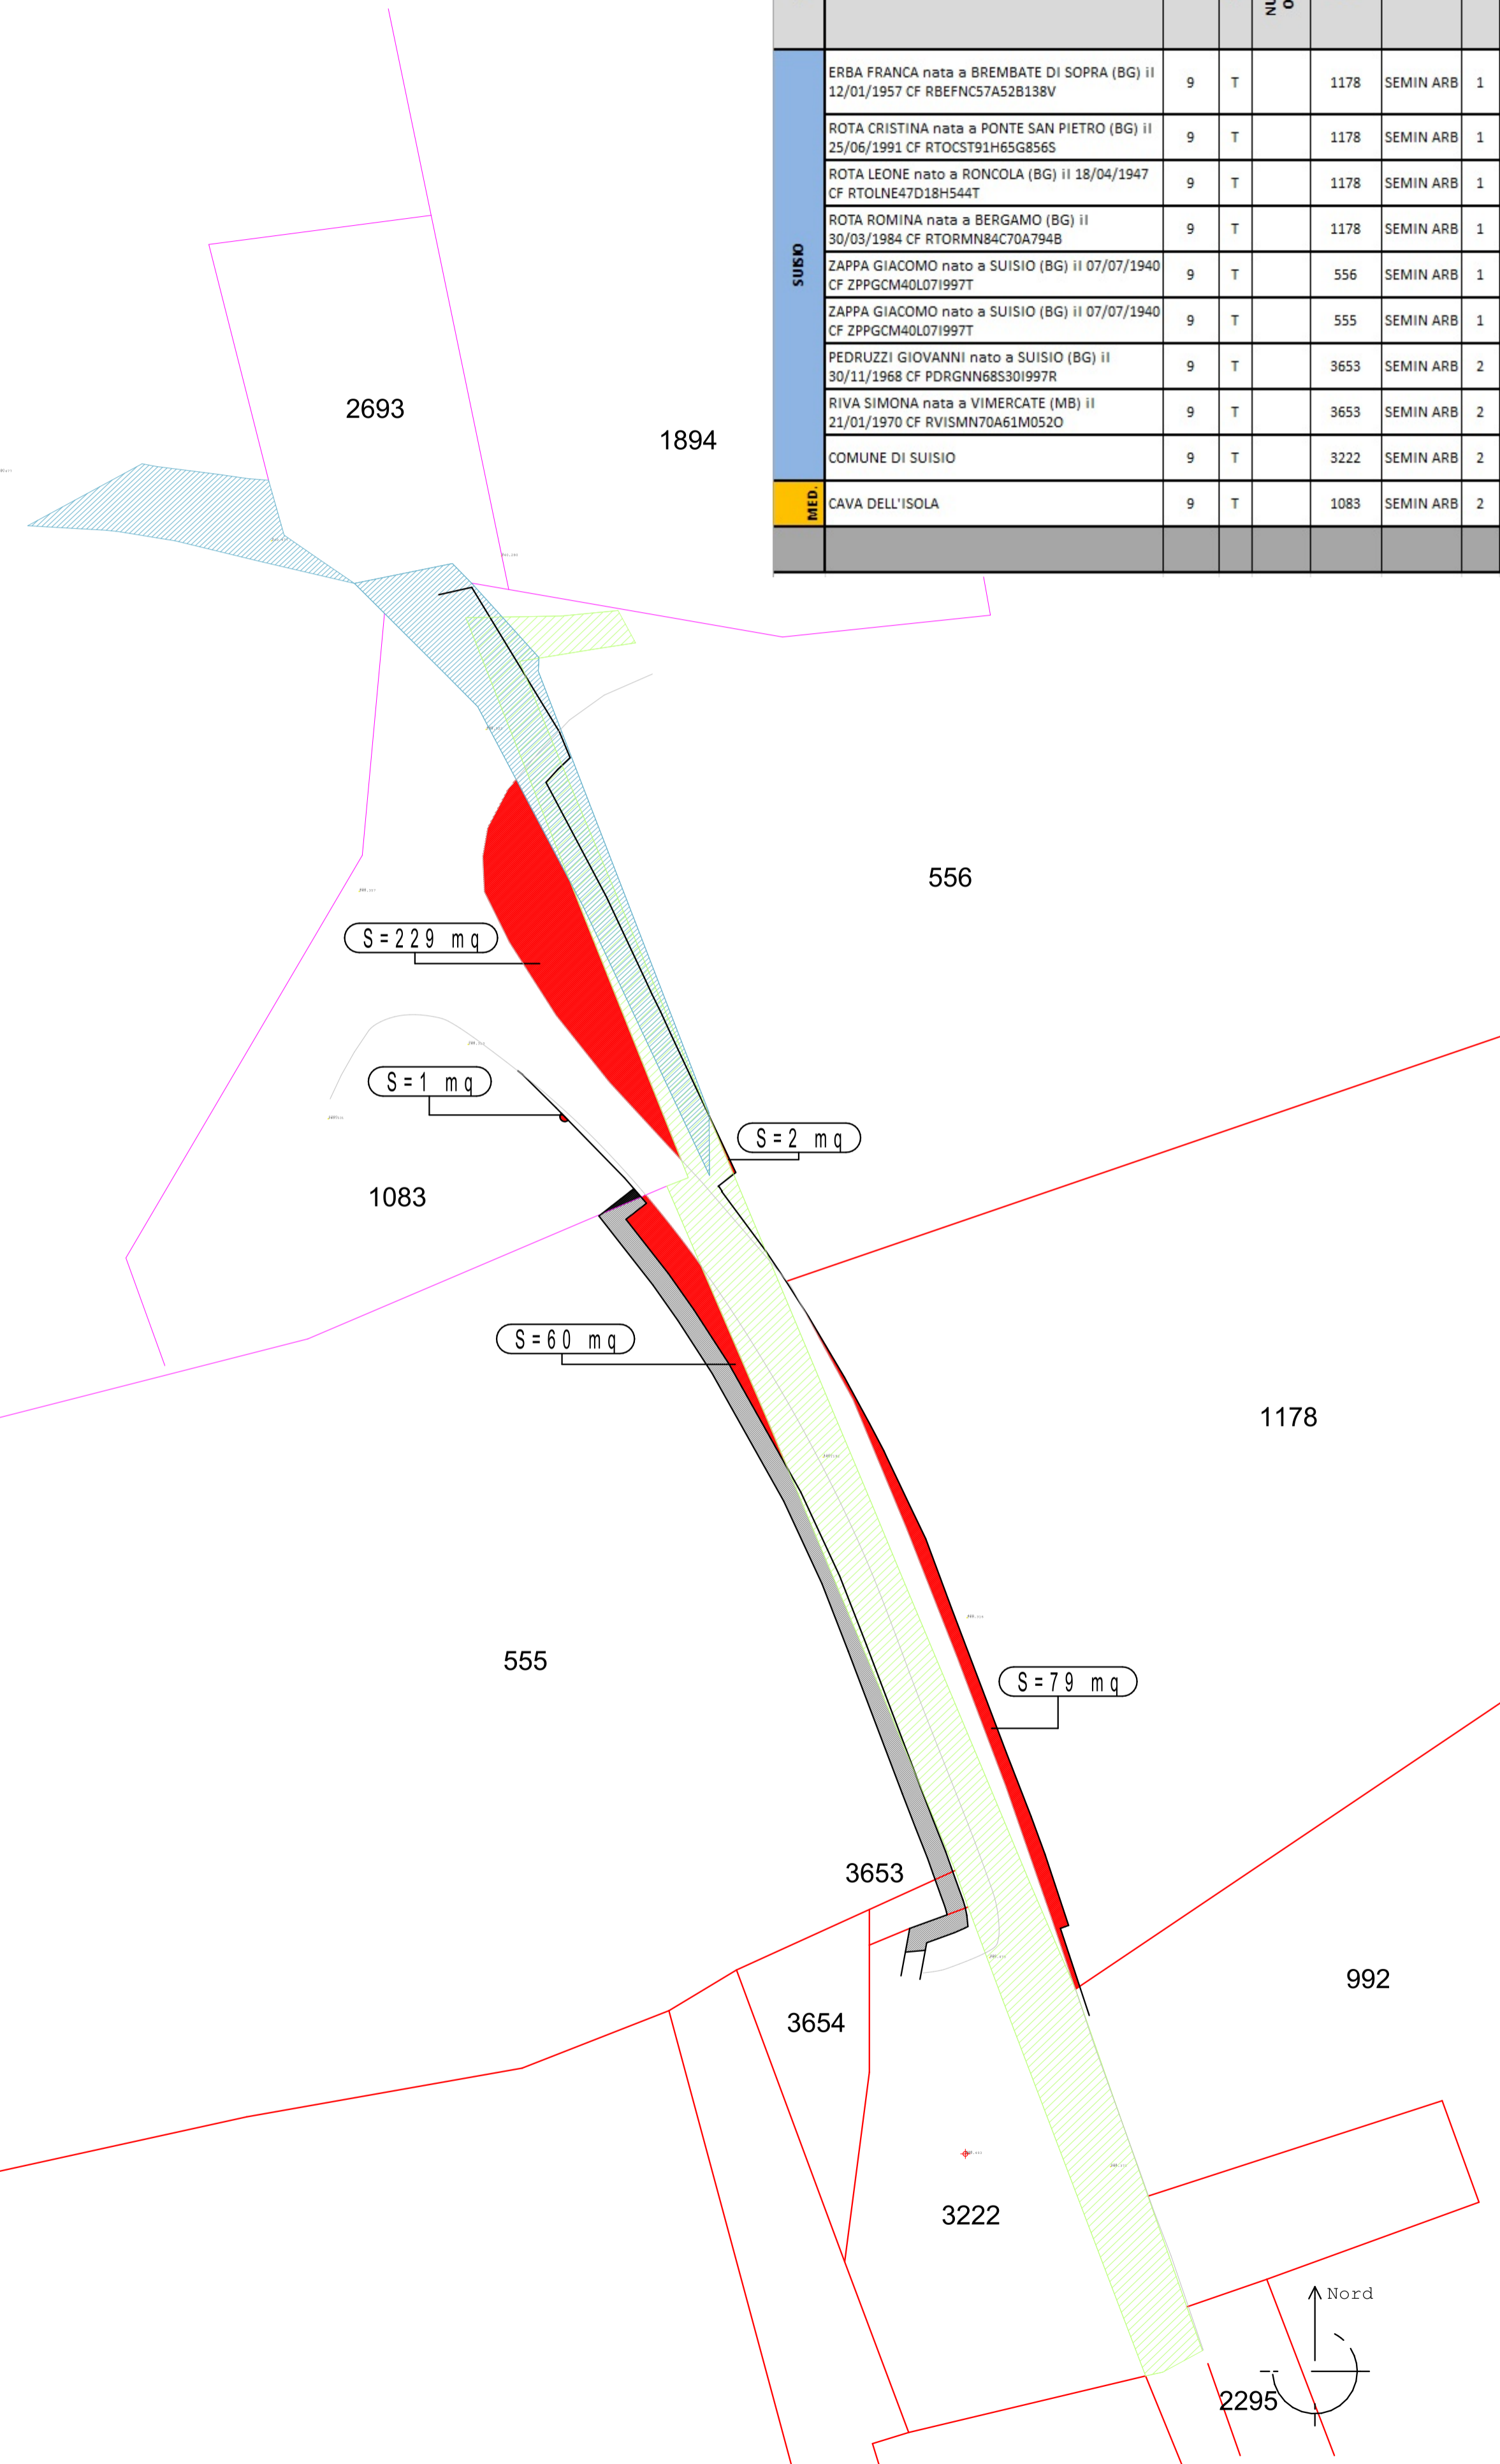 SUISIO
ERBA FRANCA nata a BREMBATE DI SOPRA (BG) il
12/01/1957 CF RBEFNC57A52B138V
9 T 1178 SEMIN ARB 1
ROTA CRISTINA nata a PONTE SAN PIETRO (BG) il
25/06/1991 CF RTOCST91H65G856S
9 T 1178 SEMIN ARB 1
ROTA LEONE nato a RONCOLA (BG) il 18/04/1947
CF RTOLNE47D18H544T
9 T 1178 SEMIN ARB 1
ROTA ROMINA nata a BERGAMO (BG) il
30/03/1984 CF RTORMN84C70A794B
9 T 1178 SEMIN ARB 1
ZAPPA GIACOMO nato a SUISIO (BG) il 07/07/1940
CF ZPPGCM40L07I997T
9 T 556 SEMIN ARB 1
ZAPPA GIACOMO nato a SUISIO (BG) il 07/07/1940
CF ZPPGCM40L07I997T
9 T 555 SEMIN ARB 1
PEDRUZZI GIOVANNI nato a SUISIO (BG) il
30/11/1968 CF PDRGNN68S30I997R
9 T 3653 SEMIN ARB 2
RIVA SIMONA nata a VIMERCATE (MB) il
21/01/1970 CF RVISMN70A61M052O
9 T 3653 SEMIN ARB 2
COMUNE DI SUISIO 9 T 3222 SEMIN ARB 2
MED.
CAVA DELL'ISOLA 9 T 1083 SEMIN ARB 2
2693
1894
556
S=229 mq
S=1 mq
S=2 mq
1083
S=60 mq
1178
555
S=79 mq
3653
992
3654
3222
Nord
2295